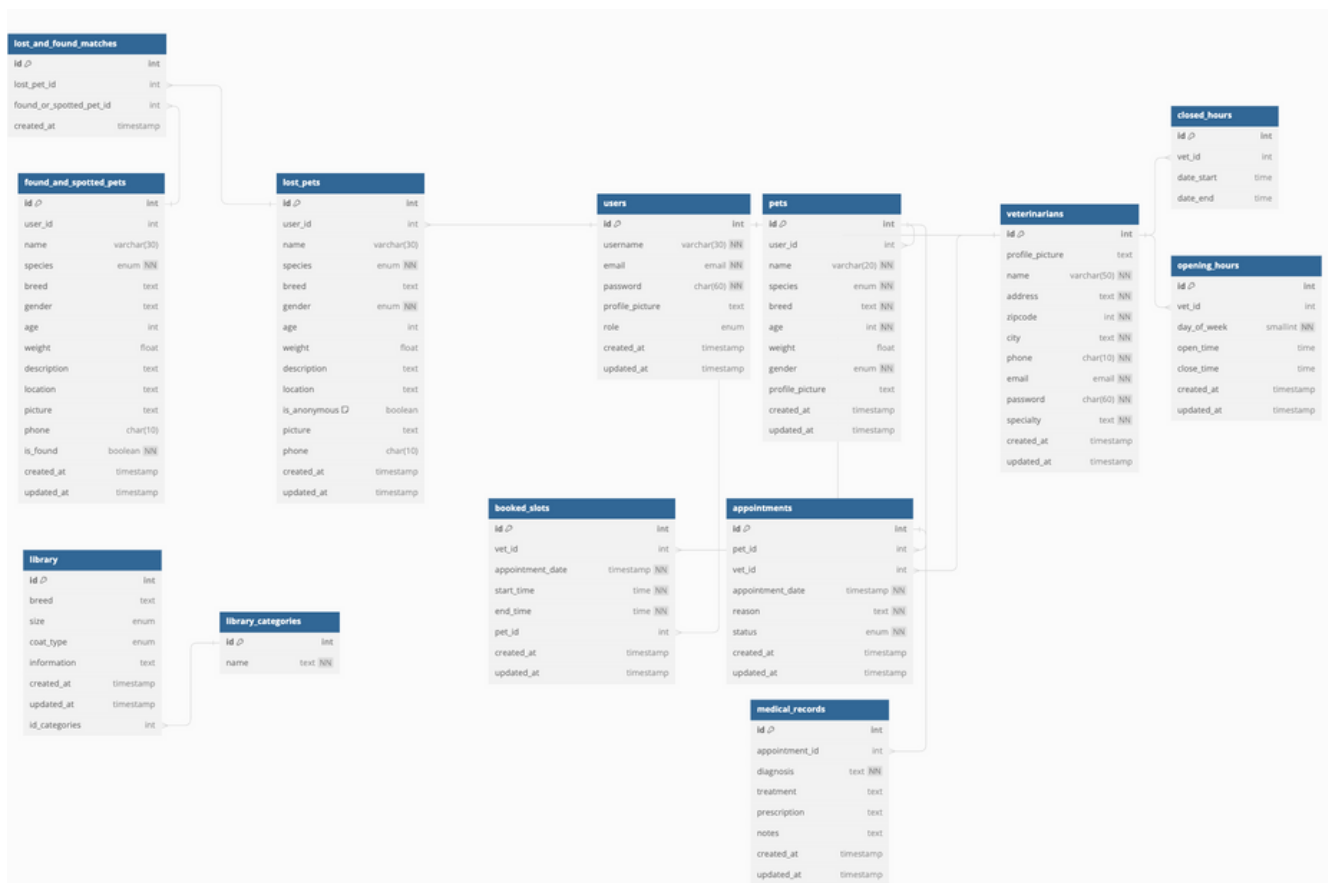 lost_and_found_matches
id int
lost_pet_id int
found_or_spotted_pet_id int
created_at timestamp
found_and_spotted_pets
id int
user_id int
name varchar(30)
species enum NN
breed text
gender text
age int
weight float
description text
location text
picture text
phone char(10)
is_found boolean NN
created_at timestamp
updated_at timestamp
lost_pets
id int
user_id int
name varchar(30)
species enum NN
breed text
gender enum NN
age int
weight float
description text
location text
is_anonymous boolean
picture text
phone char(10)
created_at timestamp
updated_at timestamp
users
id int
username varchar(30) NN
email email NN
password char(60) NN
profile_picture text
role enum
created_at timestamp
updated_at timestamp
pets
id int
user_id int
name varchar(20) NN
species enum NN
breed text NN
age int NN
weight float
gender enum NN
profile_picture text
created_at timestamp
updated_at timestamp
veterinarians
id int
profile_picture text
name varchar(50) NN
address text NN
zipcode int NN
city text NN
phone char(10) NN
email email NN
password char(60) NN
specialty text NN
created_at timestamp
updated_at timestamp
closed_hours
id int
vet_id int
date_start time
date_end time
opening_hours
id int
vet_id int
day_of_week smallint NN
open_time time
close_time time
created_at timestamp
updated_at timestamp
booked_slots
id int
vet_id int
appointment_date timestamp NN
start_time time NN
end_time time NN
pet_id int
created_at timestamp
updated_at timestamp
appointments
id int
pet_id int
vet_id int
appointment_date timestamp NN
reason text NN
status enum NN
created_at timestamp
updated_at timestamp
library
id int
breed text
size enum
coat_type enum
information text
created_at timestamp
updated_at timestamp
id_categories int
library_categories
id int
name text NN
medical_records
id int
appointment_id int
diagnosis text NN
treatment text
prescription text
notes text
created_at timestamp
updated_at timestamp